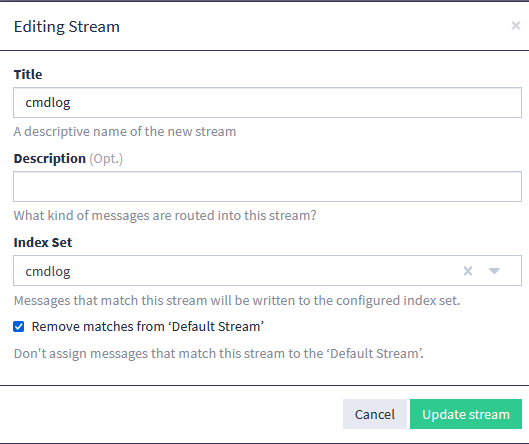 Editing Stream ×
Title
cmdlog
A descriptive name of the new stream
Description (Opt.)
What kind of messages are routed into this stream?
Index Set
cmdlog ×
Messages that match this stream will be written to the configured index set.
Remove matches from ‘Default Stream’
Don't assign messages that match this stream to the ‘Default Stream’.
Cancel Update stream